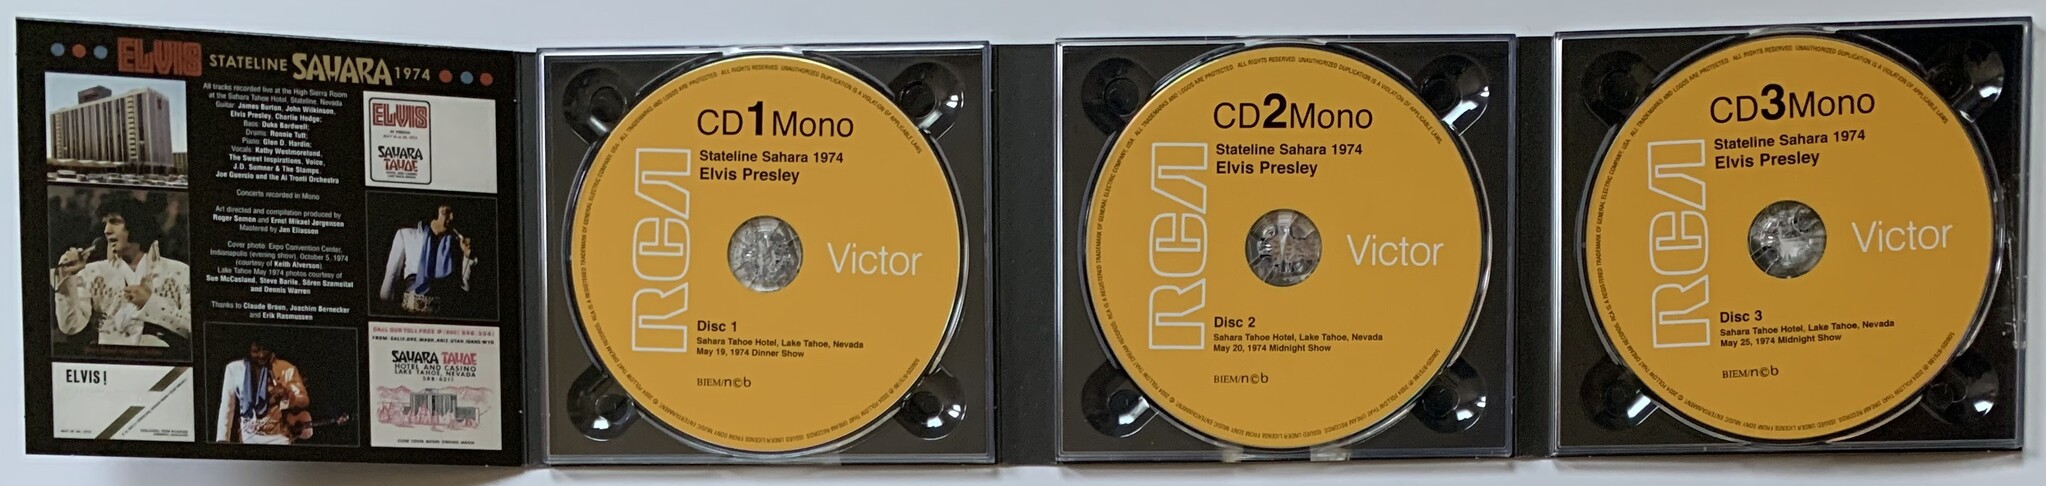 ELVIS STATELINE SAHARA 1974
All tracks recorded live at the High Sierra Room
at the Sahara Tahoe Hotel, Stateline, Nevada
Guitar: James Burton, John Wilkinson,
Elvis Presley, Charlie Hodge;
Bass: Duke Bardwell;
Drums: Ronnie Tutt;
Piano: Glen D. Hardin;
Vocals: Kathy Westmoreland,
The Sweet Inspirations, Voice,
J.D. Sumner & The Stamps.
Joe Guercio and the Al Tronti Orchestra
Concerts recorded in Mono
Art directed and compilation produced by
Roger Semon and Ernst Mikael Jørgensen
Mastered by Jan Eliassen
Cover photo: Expo Convention Center,
Indianapolis (evening show), October 5, 1974
(courtesy of Keith Alverson)
Lake Tahoe May 1974 photos courtesy of
Sue McCasland, Steve Barile, Sören Szameitat
and Dennis Warren
Thanks to Claude Braun, Joachim Bernecker
and Erik Rasmussen
ELVIS
SAHARA
TAHOE
ELVIS!
SAHARA TAHOE
HOTEL AND CASINO
LAKE TAHOE, NEVADA
588-6211
CD1Mono
Stateline Sahara 1974
Elvis Presley
RCA
Victor
Disc 1
Sahara Tahoe Hotel, Lake Tahoe, Nevada
May 19, 1974 Dinner Show
BIEM/n©b
CD2Mono
Stateline Sahara 1974
Elvis Presley
RCA
Victor
Disc 2
Sahara Tahoe Hotel, Lake Tahoe, Nevada
May 20, 1974 Midnight Show
BIEM/n©b
CD3Mono
Stateline Sahara 1974
Elvis Presley
RCA
Victor
Disc 3
Sahara Tahoe Hotel, Lake Tahoe, Nevada
May 25, 1974 Midnight Show
BIEM/n©b